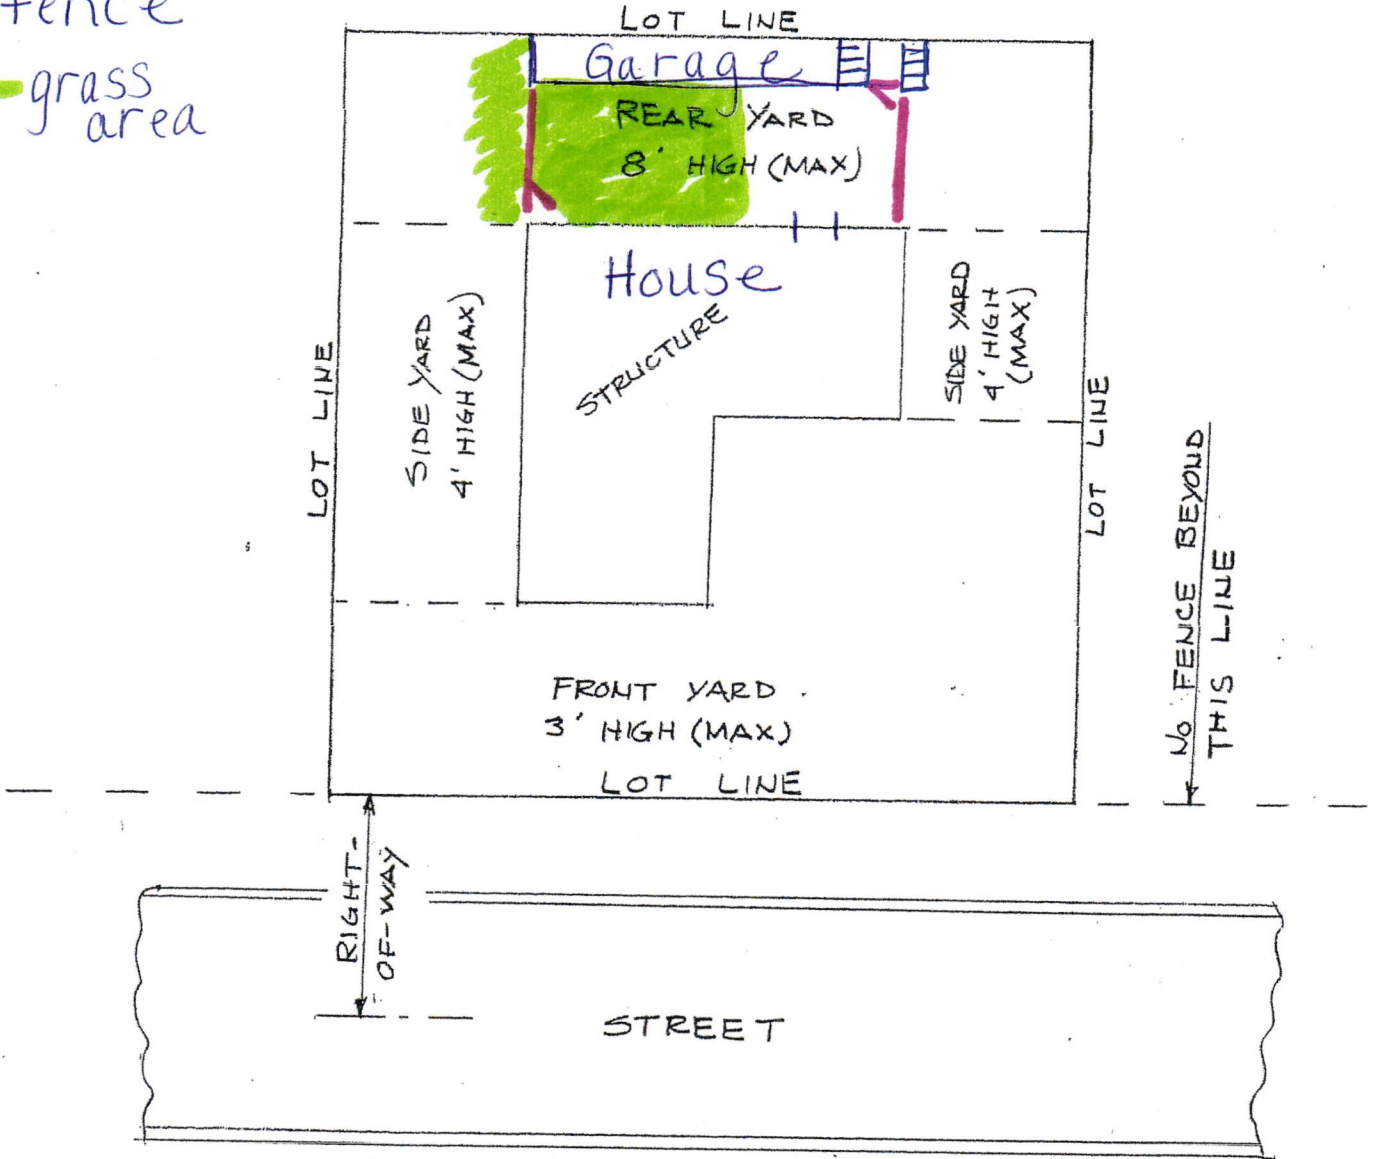 fence
grass
area
LOT LINE
Garage
REAR YARD
8' HIGH (MAX)
House
STRUCTURE
SIDE YARD
4' HIGH (MAX)
SIDE YARD
4' HIGH
(MAX)
LOT LINE
LOT LINE
NO FENCE BEYOND
THIS LINE
FRONT YARD
3' HIGH (MAX)
LOT LINE
RIGHT-
OF-WAY
STREET